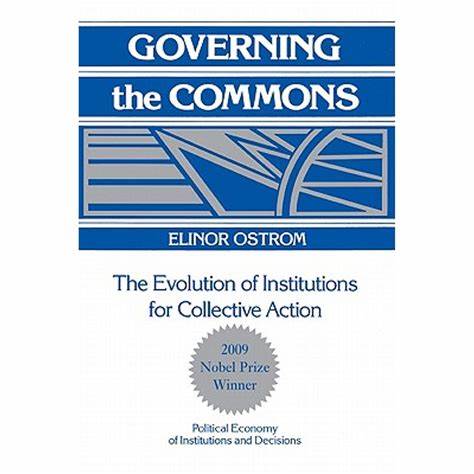 GOVERNING
the COMMONS
ELINOR OSTROM
The Evolution of Institutions
for Collective Action
2009
Nobel Prize
Winner
Political Economy
of Institutions and Decisions